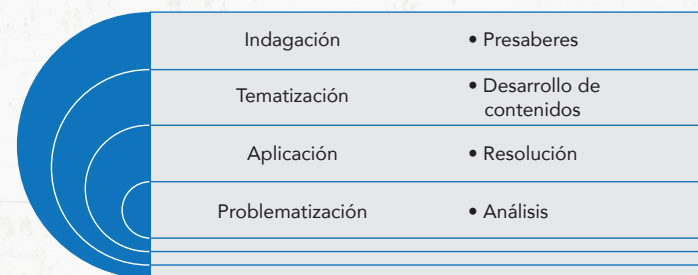 Indagación • Presaberes
Tematización • Desarrollo de
contenidos
Aplicación • Resolución
Problematización • Análisis